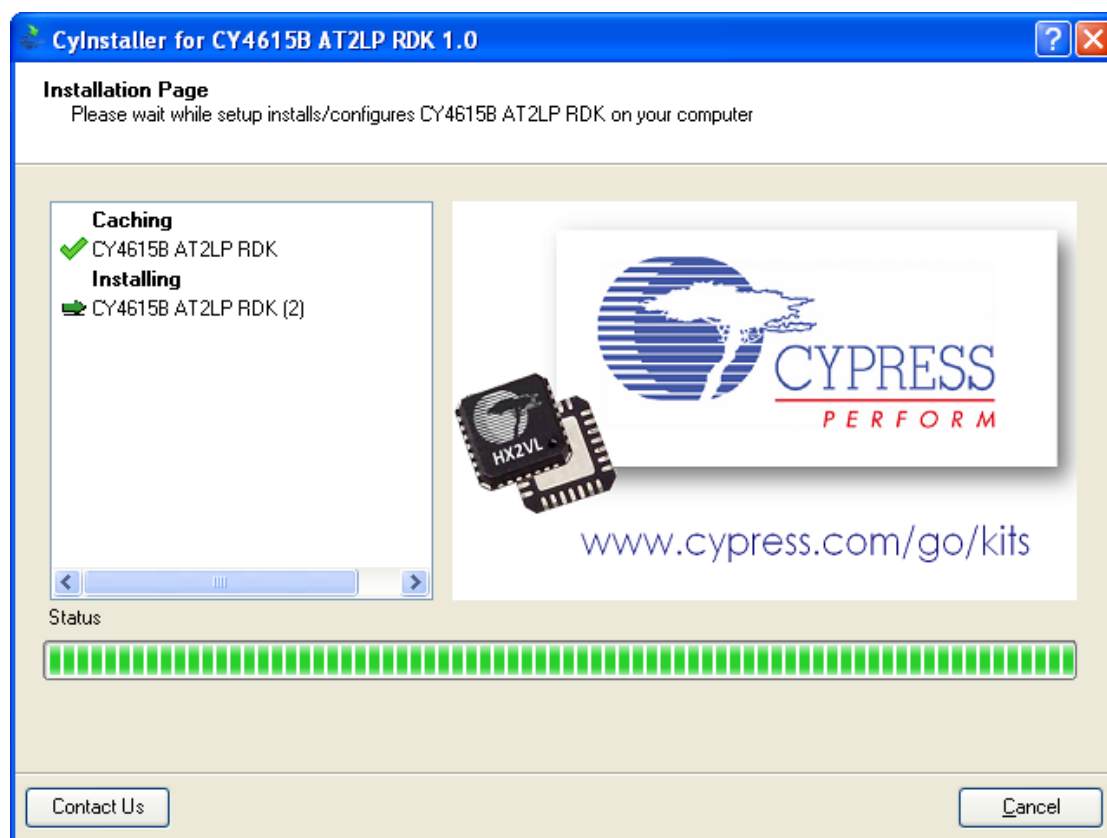 CyInstaller for CY4615B AT2LP RDK 1.0
Installation Page
Please wait while setup installs/configures CY4615B AT2LP RDK on your computer
Caching
CY4615B AT2LP RDK
Installing
CY4615B AT2LP RDK (2)
CYPRESS
PERFORM
HX2VL
www.cypress.com/go/kits
Status
Contact Us
Cancel